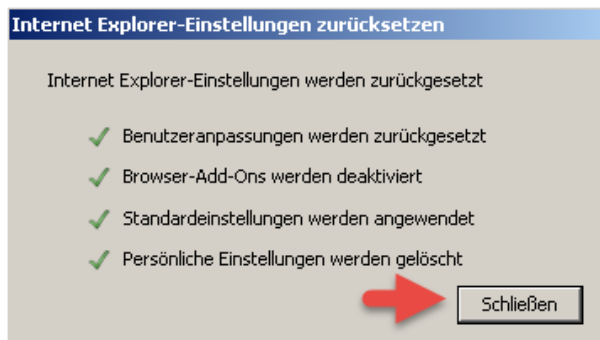 Internet Explorer-Einstellungen zurücksetzen
Internet Explorer-Einstellungen werden zurückgesetzt
Benutzeranpassungen werden zurückgesetzt
Browser-Add-Ons werden deaktiviert
Standardeinstellungen werden angewendet
Persönliche Einstellungen werden gelöscht
Schließen